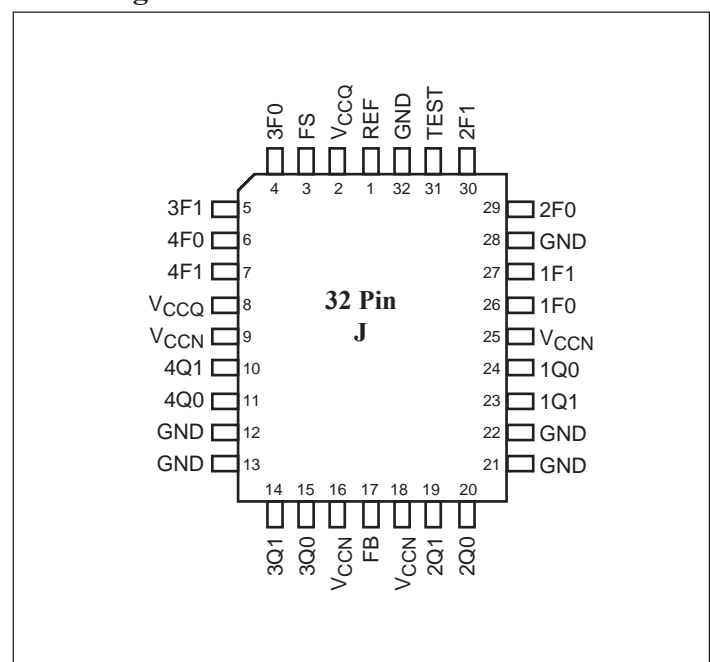 3F0 FS VCCQ REF GND TEST 2F1
4 3 2 1 32 31 30
3F1 5
4F0 6
4F1 7
VCCQ 8
VCCN 9
4Q1 10
4Q0 11
GND 12
GND 13
32 Pin
J
29 2F0
28 GND
27 1F1
26 1F0
25 VCCN
24 1Q0
23 1Q1
22 GND
21 GND
14 15 16 17 18 19 20
3Q1 3Q0 VCCN FB VCCN 2Q1 2Q0